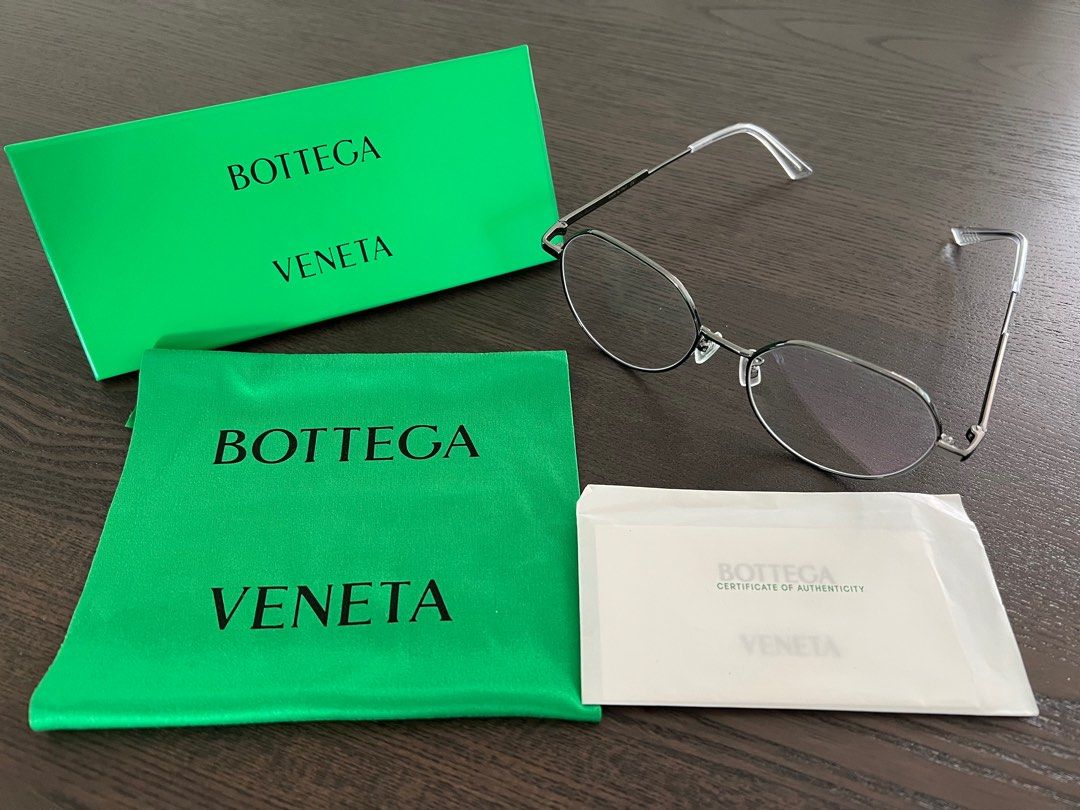 BOTTEGA
VENETA
BOTTEGA
VENETA
BOTTEGA
CERTIFICATE OF AUTHENTICITY
VENETA